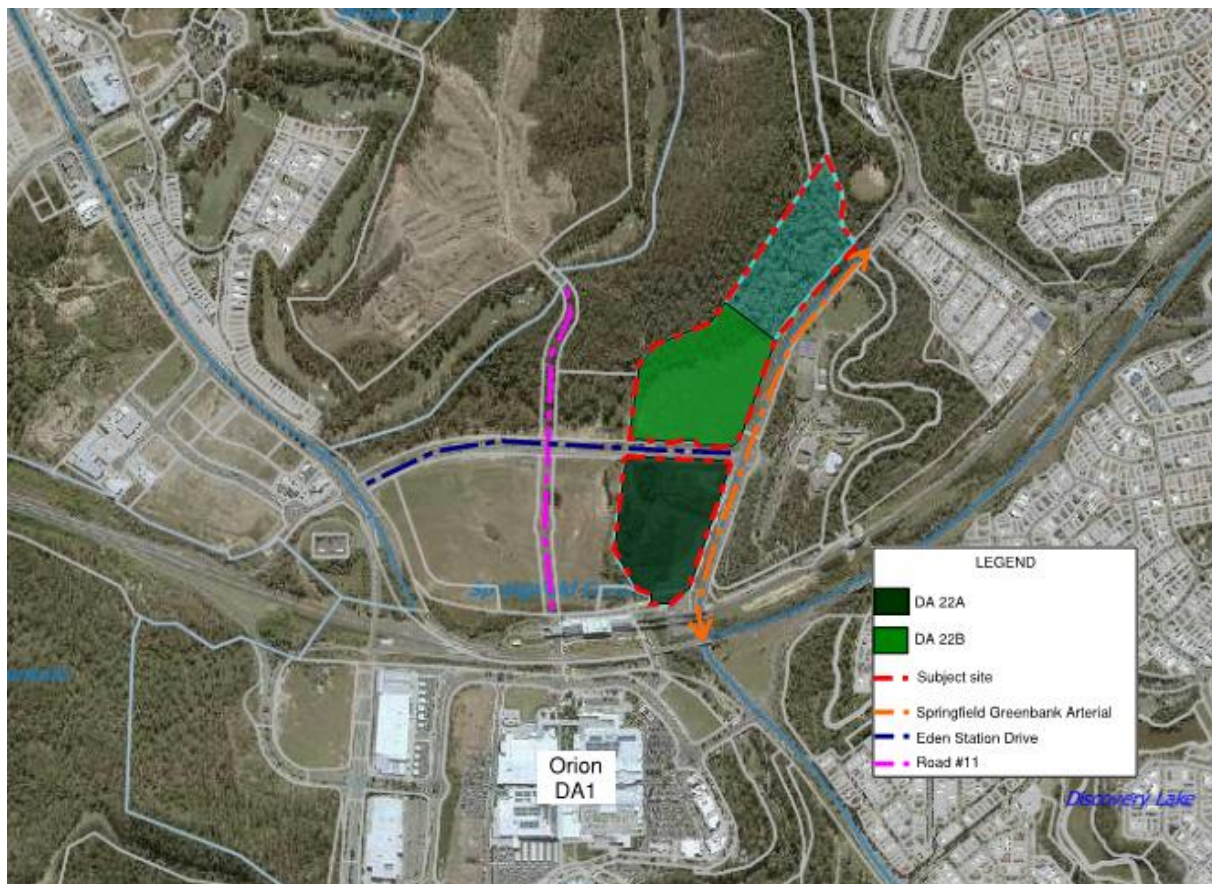 Orion
DA1
LEGEND
DA 22A
DA 22B
Subject site
Springfield Greenbank Arterial
Eden Station Drive
Road #11
Discovery Lake